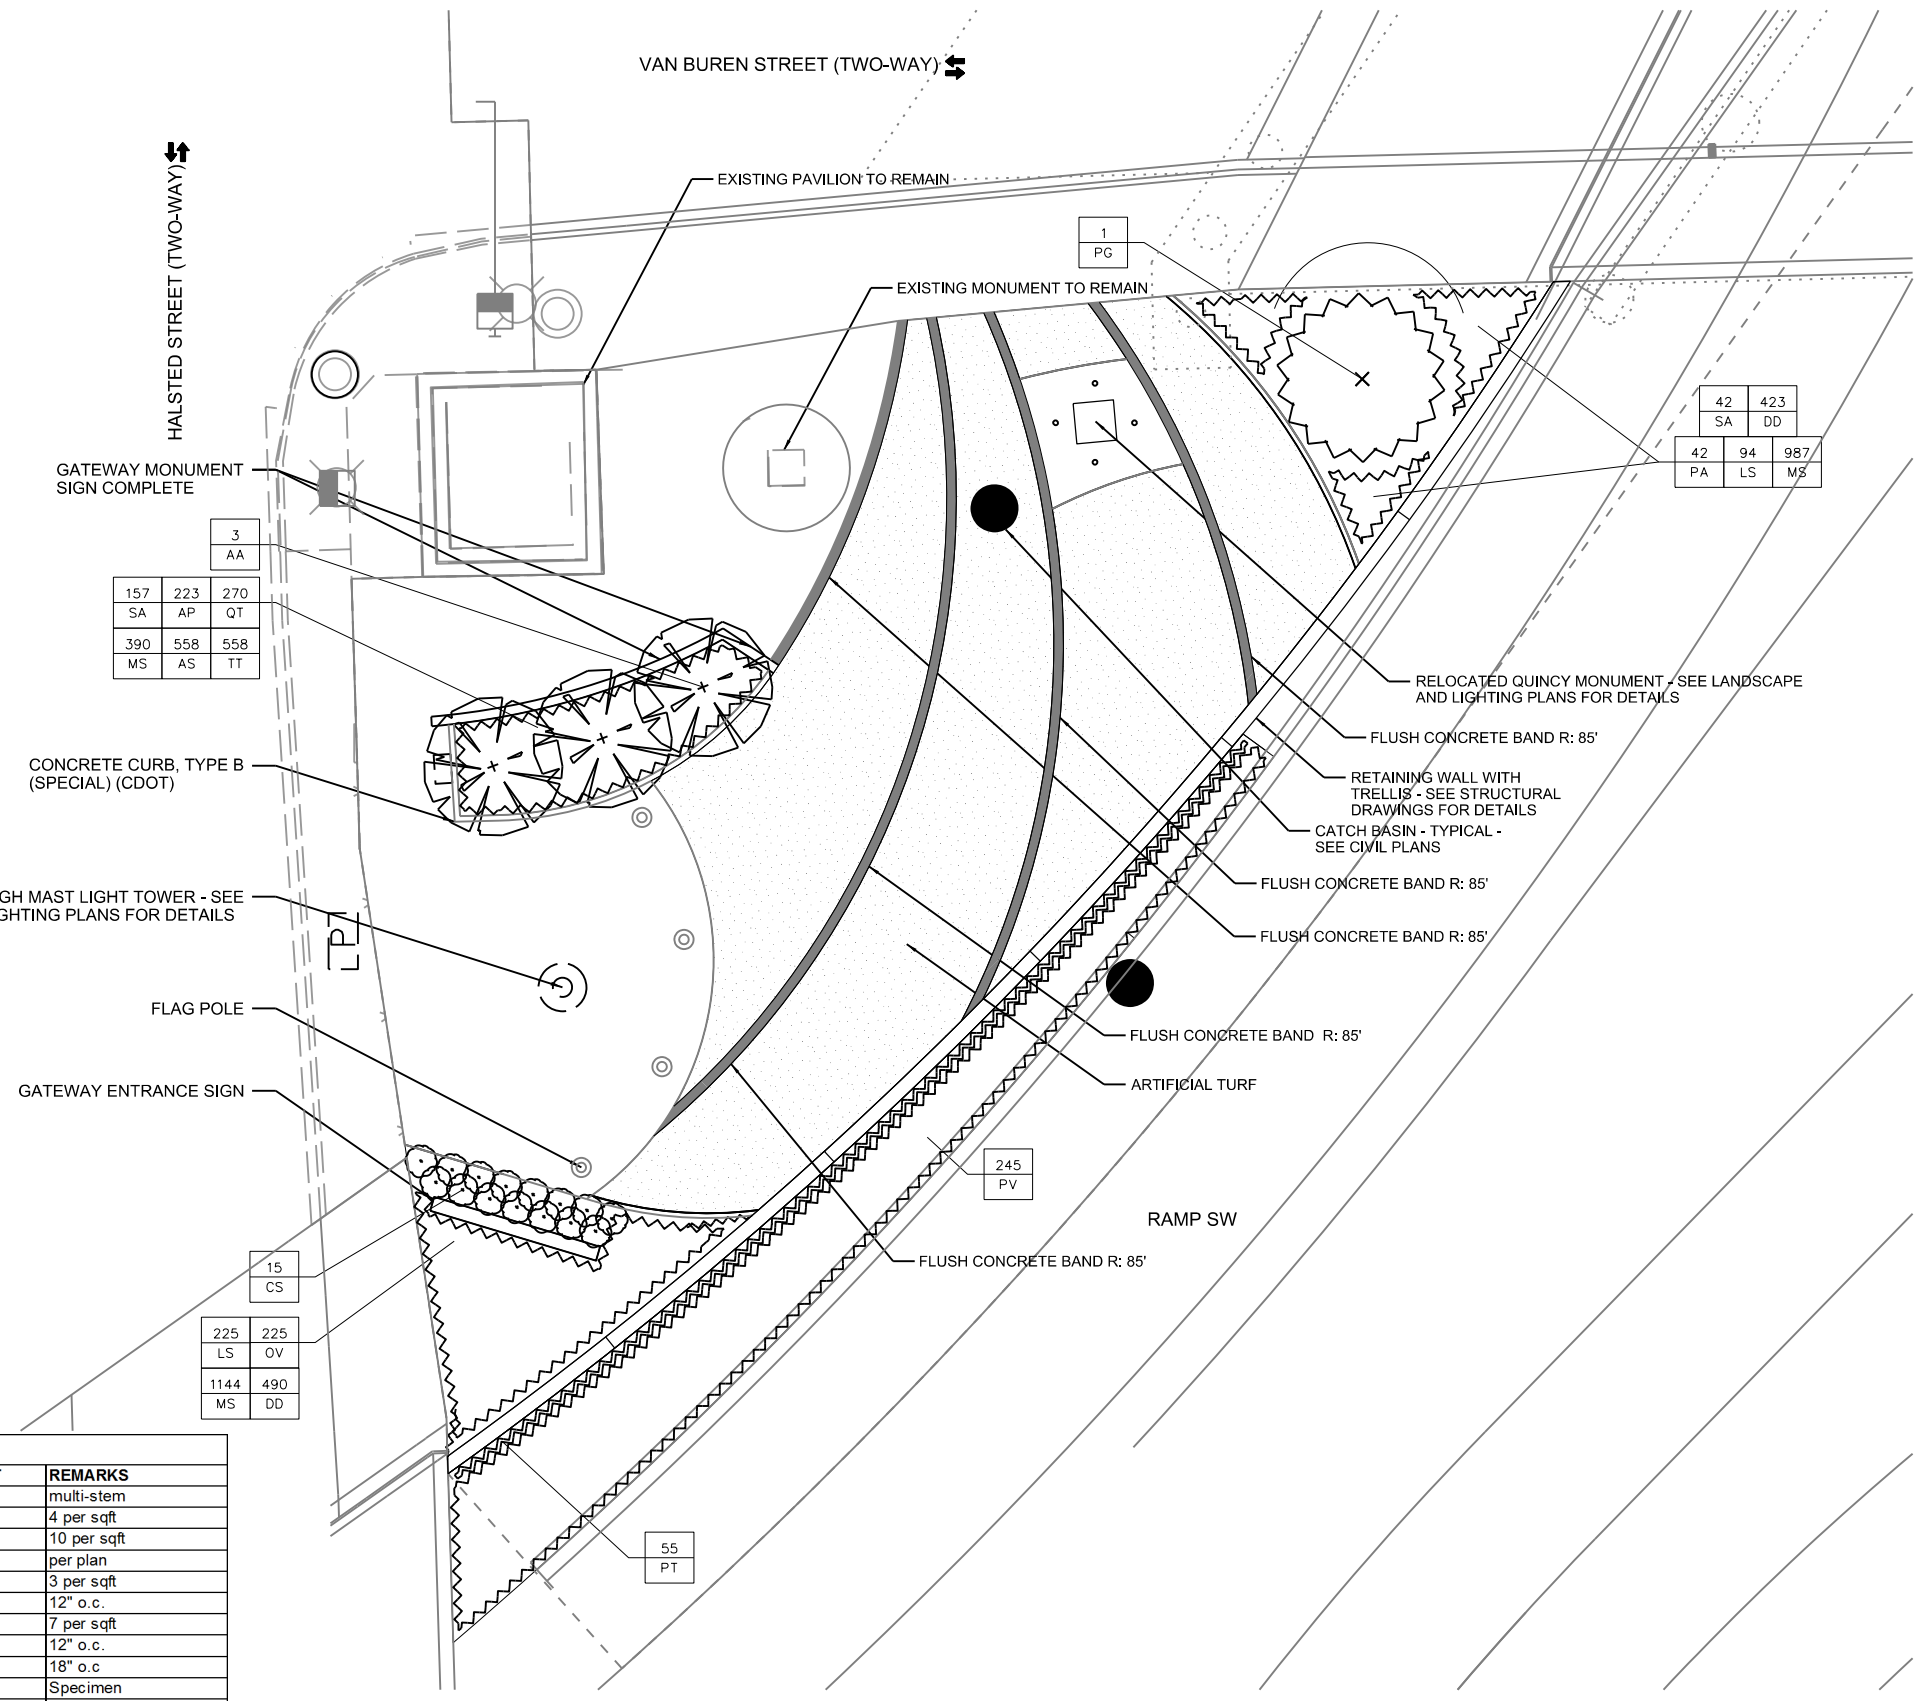 VAN BUREN STREET (TWO-WAY)
HALSTED STREET (TWO-WAY)
EXISTING PAVILION TO REMAIN
1
PG
EXISTING MONUMENT TO REMAIN
42 423
SA DD
42 94 987
PA LS MS
GATEWAY MONUMENT
SIGN COMPLETE
3
AA
157 223 270
SA AP QT
390 558 558
MS AS TT
RELOCATED QUINCY MONUMENT - SEE LANDSCAPE
AND LIGHTING PLANS FOR DETAILS
FLUSH CONCRETE BAND R: 85'
CONCRETE CURB, TYPE B
(SPECIAL) (CDOT)
RETAINING WALL WITH
TRELLIS - SEE STRUCTURAL
DRAWINGS FOR DETAILS
CATCH BASIN - TYPICAL -
SEE CIVIL PLANS
FLUSH CONCRETE BAND R: 85'
GH MAST LIGHT TOWER - SEE
GHTING PLANS FOR DETAILS
P
FLUSH CONCRETE BAND R: 85'
FLAG POLE
FLUSH CONCRETE BAND R: 85'
GATEWAY ENTRANCE SIGN
ARTIFICIAL TURF
245
PV
RAMP SW
FLUSH CONCRETE BAND R: 85'
15
CS
225 225
LS OV
1144 490
MS DD
55
PT
REMARKS
multi-stem
4 per sqft
10 per sqft
per plan
3 per sqft
12" o.c.
7 per sqft
12" o.c.
18" o.c
Specimen